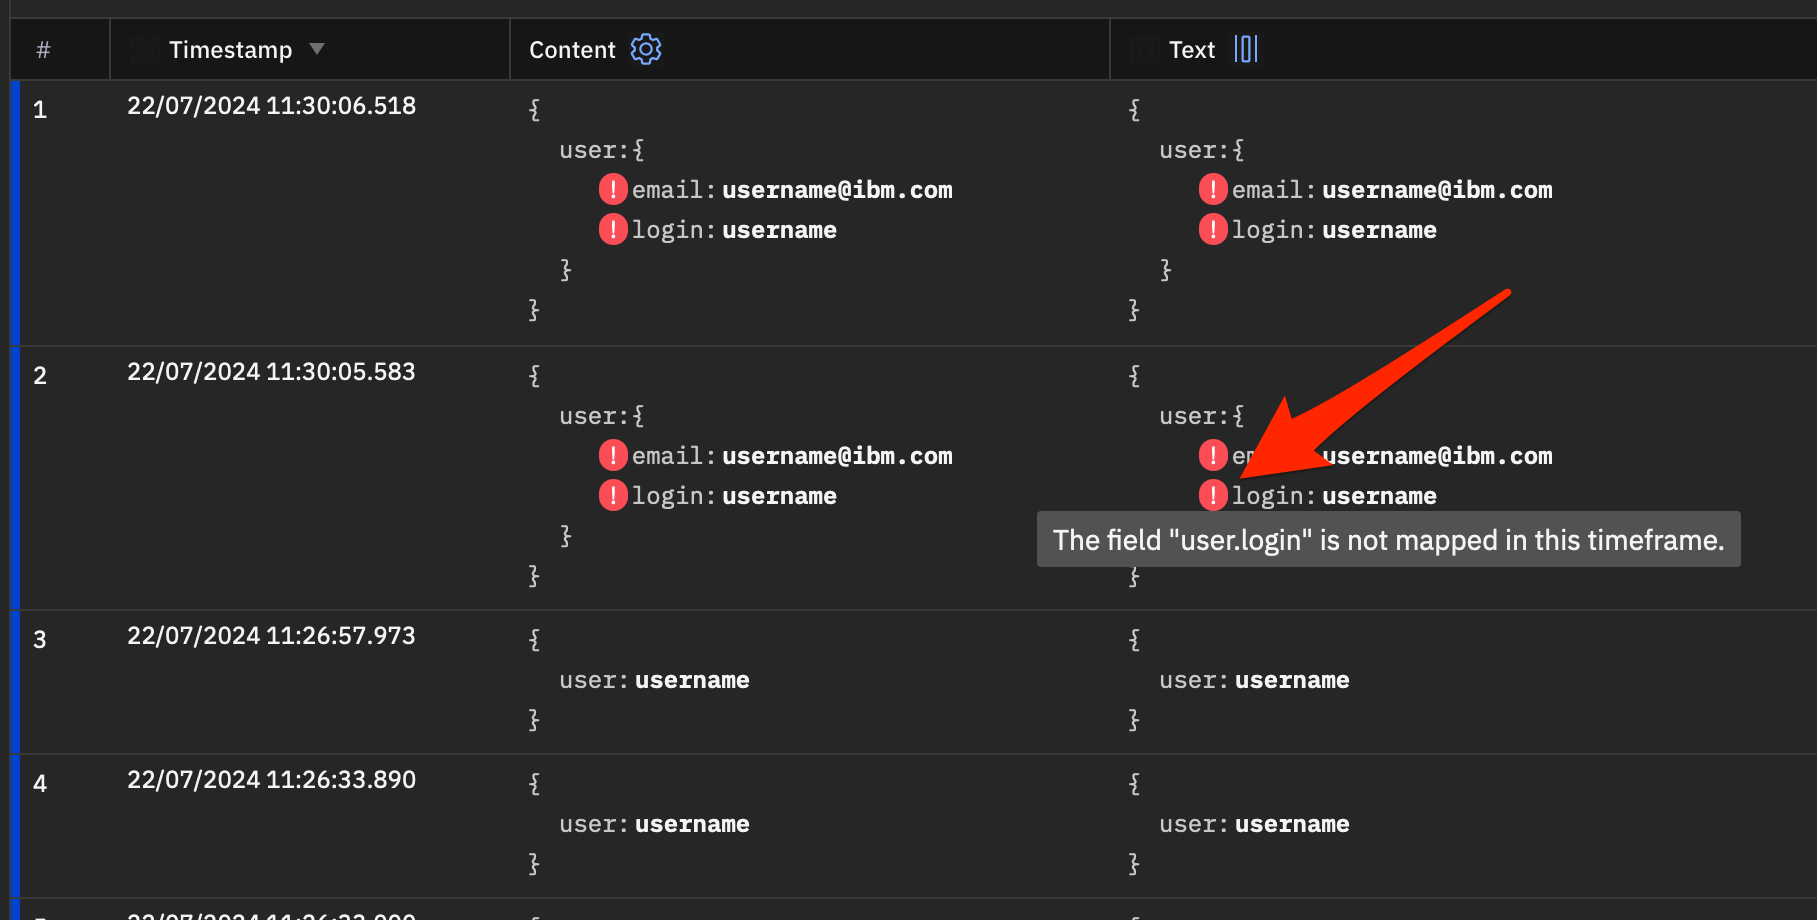 # Timestamp Content Text
1 22/07/2024 11:30:06.518 { {
user:{ user:{
! email: username@ibm.com ! email: username@ibm.com
! login: username ! login: username
} }
} }
2 22/07/2024 11:30:05.583 { {
user:{ user:{
! email: username@ibm.com ! username@ibm.com
! login: username ! login: username
}
The field "user.login" is not mapped in this timeframe.
} }
3 22/07/2024 11:26:57.973 { {
user: username user: username
} }
4 22/07/2024 11:26:33.890 { {
user: username user: username
} }